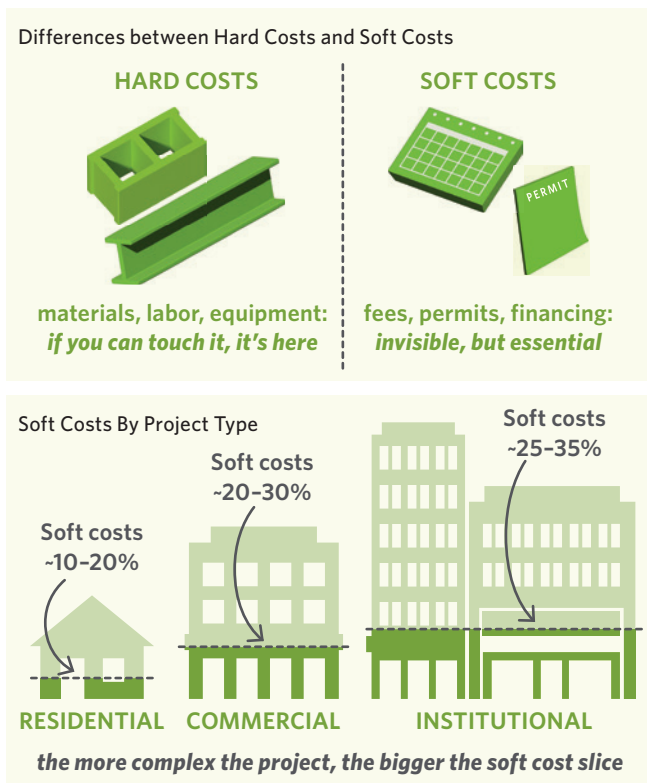 Differences between Hard Costs and Soft Costs
HARD COSTS
materials, labor, equipment:
if you can touch it, it's here
SOFT COSTS
PERMIT
fees, permits, financing:
invisible, but essential
Soft Costs By Project Type
Soft costs
~10–20%
RESIDENTIAL
Soft costs
~20–30%
COMMERCIAL
Soft costs
~25–35%
INSTITUTIONAL
the more complex the project, the bigger the soft cost slice